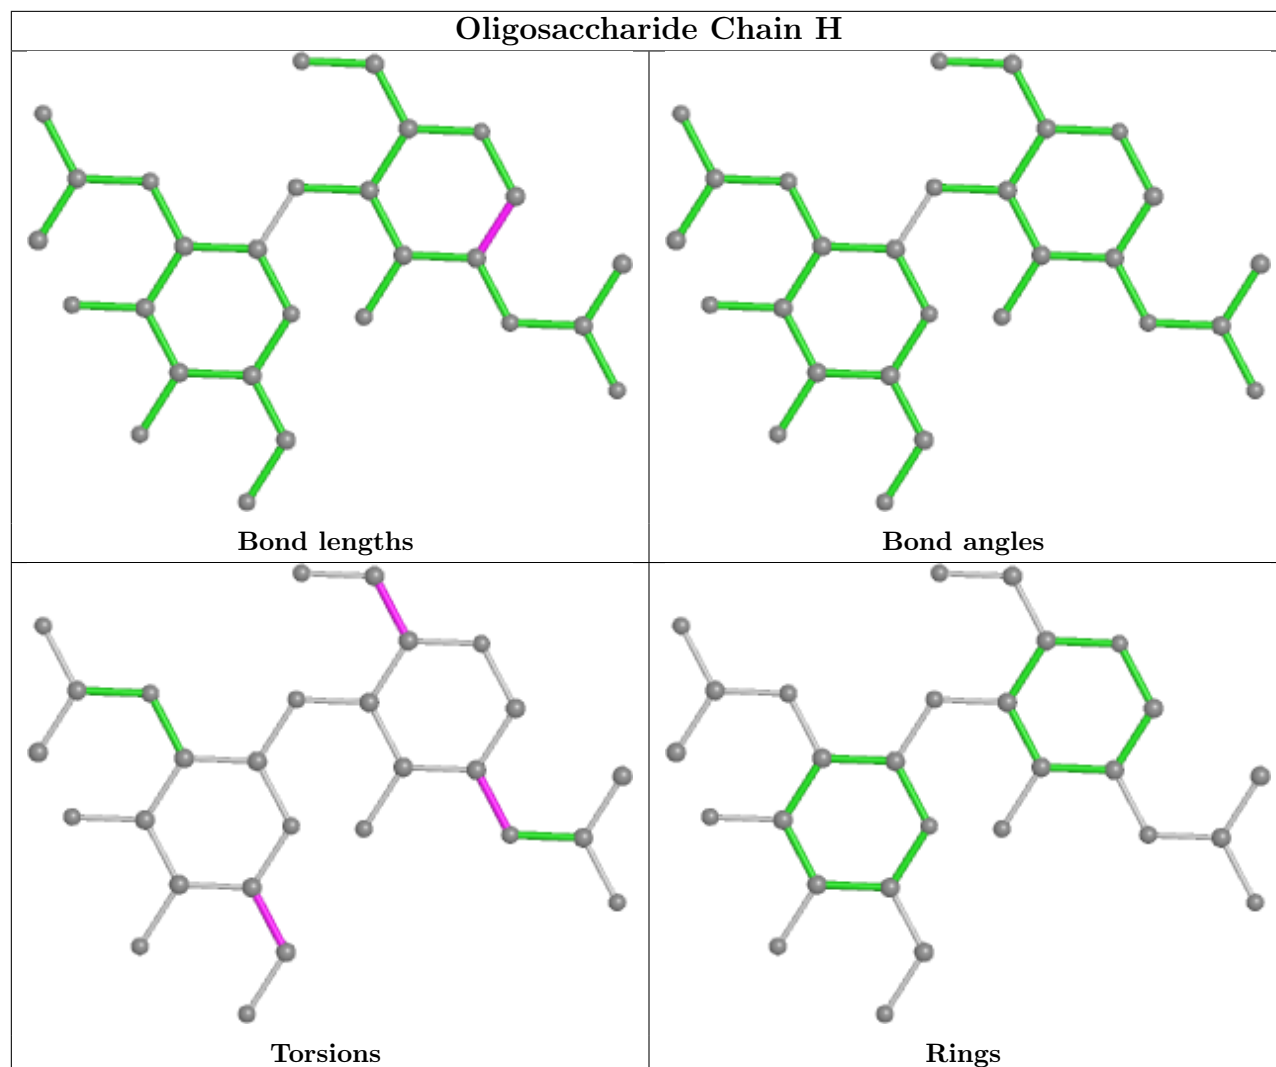 Oligosaccharide Chain H
Bond lengths
Bond angles
Torsions
Rings